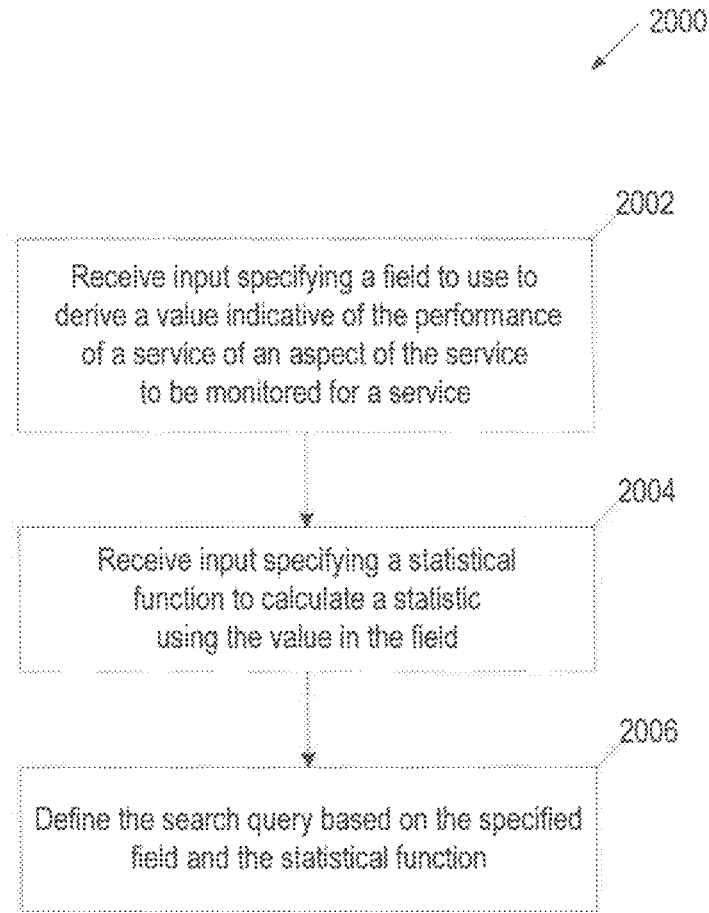 2000
2002
Receive input specifying a field to use to
derive a value indicative of the performance
of a service of an aspect of the service
to be monitored for a service
2004
Receive input specifying a statistical
function to calculate a statistic
using the value in the field
2006
Define the search query based on the specified
field and the statistical function